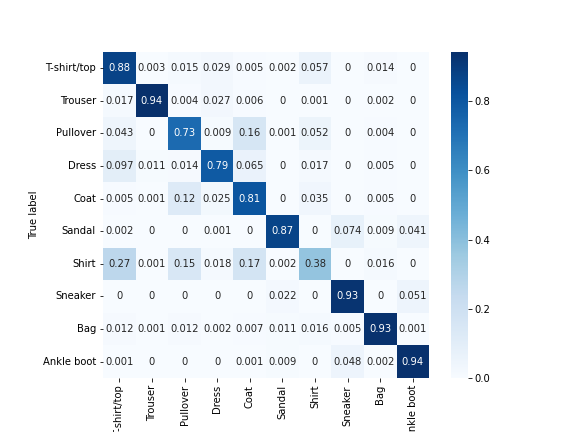 T-shirt/top 0.88 0.003 0.015 0.029 0.005 0.002 0.057 0 0.014 0
Trouser 0.017 0.94 0.004 0.027 0.006 0 0.001 0 0.002 0
Pullover 0.043 0 0.73 0.009 0.16 0.001 0.052 0 0.004 0
Dress 0.097 0.011 0.014 0.79 0.065 0 0.017 0 0.005 0
Coat 0.005 0.001 0.12 0.025 0.81 0 0.035 0 0.005 0
Sandal 0.002 0 0 0.001 0 0.87 0 0.074 0.009 0.041
Shirt 0.27 0.001 0.15 0.018 0.17 0.002 0.38 0 0.016 0
Sneaker 0 0 0 0 0 0.022 0 0.93 0 0.051
Bag 0.012 0.001 0.012 0.002 0.007 0.011 0.016 0.005 0.93 0.001
Ankle boot 0.001 0 0 0 0.001 0.009 0 0.048 0.002 0.94
-shirt/top Trouser Pullover Dress Coat Sandal Shirt Sneaker Bag nkle boot
True label
0.8
0.6
0.4
0.2
0.0